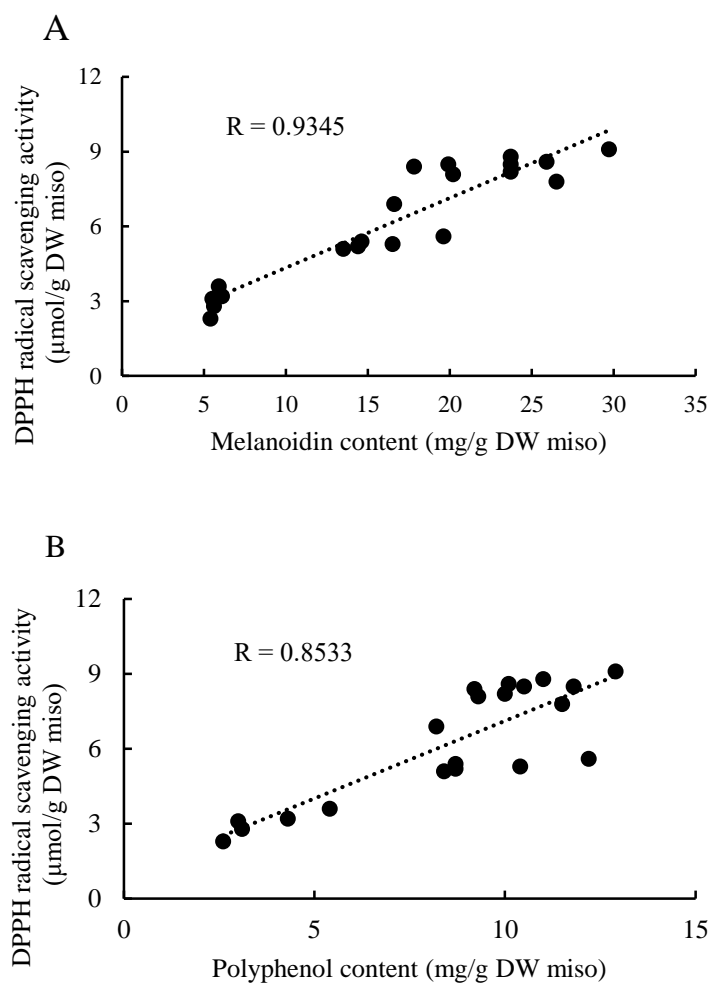 A
DPPH radical scavenging activity
(μmol/g DW miso)
12
9
6
3
0
R = 0.9345
0
5
10
15
20
25
30
35
Melanoidin content (mg/g DW miso)
B
DPPH radical scavenging activity
(μmol/g DW miso)
12
9
6
3
0
R = 0.8533
0
5
10
15
Polyphenol content (mg/g DW miso)